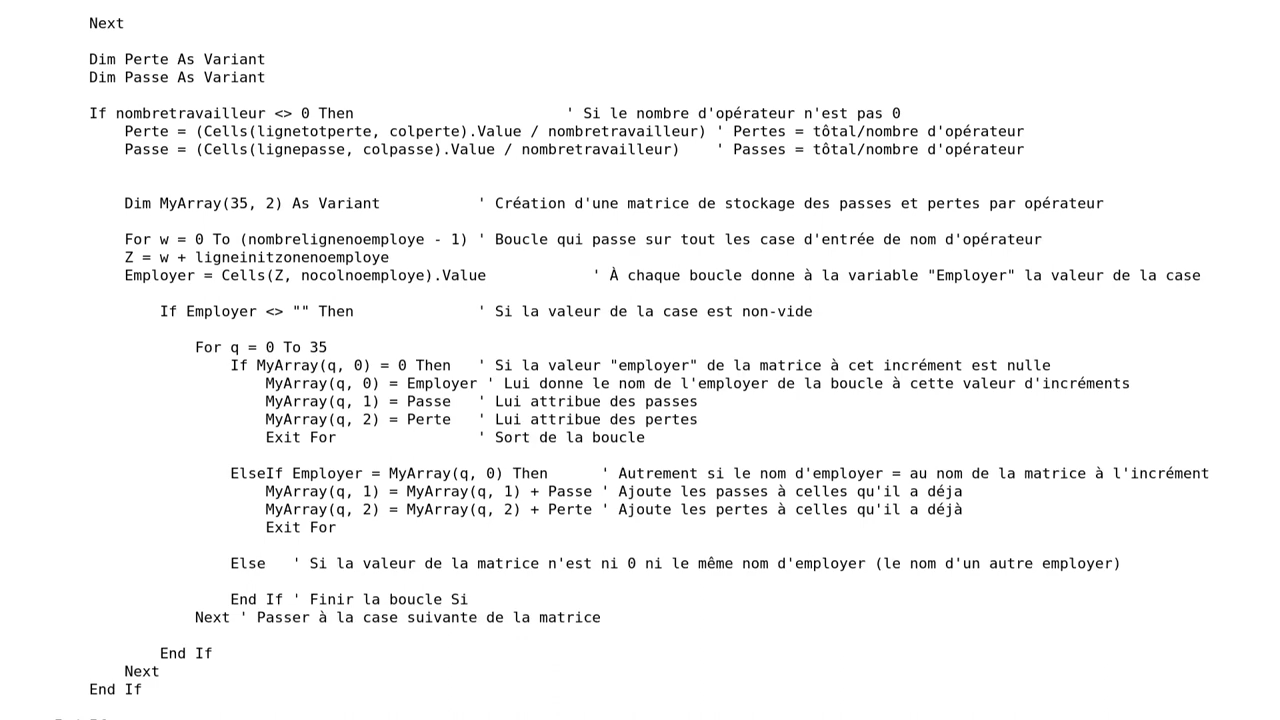 Next
Dim Perte As Variant
Dim Passe As Variant
If nombretravailleur <> 0 Then ' Si le nombre d'opérateur n'est pas 0
Perte = (Cells(lignetotperte, colperte).Value / nombretravailleur) ' Pertes = tôtal/nombre d'opérateur
Passe = (Cells(lignepasse, colpasse).Value / nombretravailleur) ' Passes = tôtal/nombre d'opérateur
Dim MyArray(35, 2) As Variant ' Création d'une matrice de stockage des passes et pertes par opérateur
For w = 0 To (nombrelignenoemploye - 1) ' Boucle qui passe sur tout les case d'entrée de nom d'opérateur
Z = w + ligneinitzonenoemploye
Employer = Cells(Z, nocolnoemploye).Value ' À chaque boucle donne à la variable "Employer" la valeur de la case
If Employer <> "" Then ' Si la valeur de la case est non-vide
For q = 0 To 35
If MyArray(q, 0) = 0 Then ' Si la valeur "employer" de la matrice à cet incrément est nulle
MyArray(q, 0) = Employer ' Lui donne le nom de l'employer de la boucle à cette valeur d'incréments
MyArray(q, 1) = Passe ' Lui attribue des passes
MyArray(q, 2) = Perte ' Lui attribue des pertes
Exit For ' Sort de la boucle
ElseIf Employer = MyArray(q, 0) Then ' Autrement si le nom d'employer = au nom de la matrice à l'incrément
MyArray(q, 1) = MyArray(q, 1) + Passe ' Ajoute les passes à celles qu'il a déja
MyArray(q, 2) = MyArray(q, 2) + Perte ' Ajoute les pertes à celles qu'il a déjà
Exit For
Else ' Si la valeur de la matrice n'est ni 0 ni le même nom d'employer (le nom d'un autre employer)
End If ' Finir la boucle Si
Next ' Passer à la case suivante de la matrice
End If
Next
End If